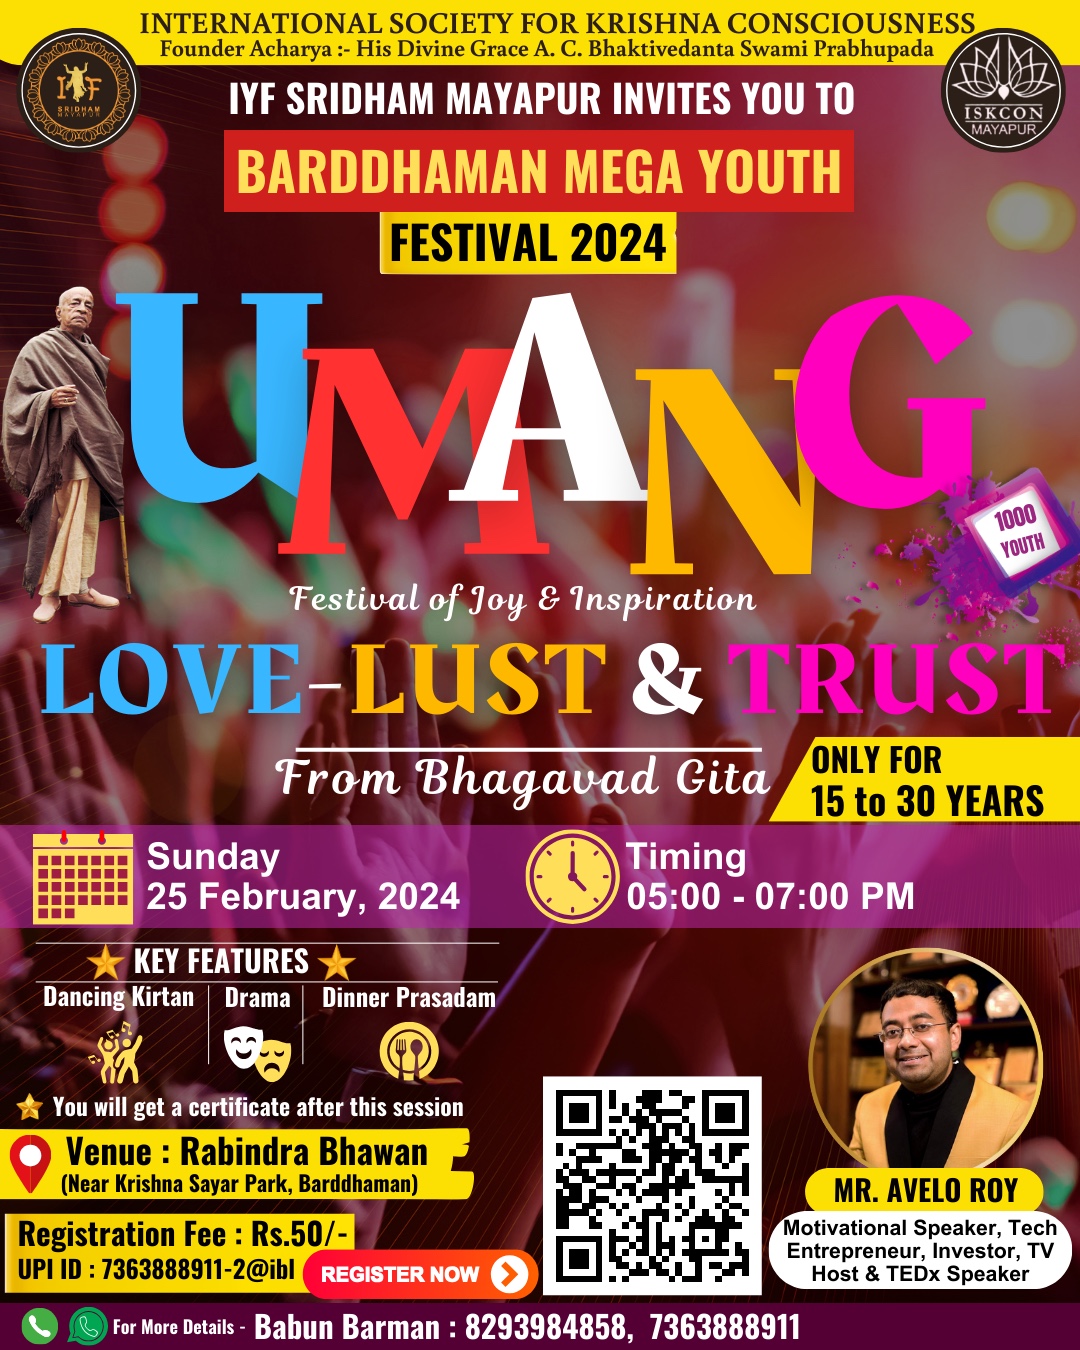 INTERNATIONAL SOCIETY FOR KRISHNA CONSCIOUSNESS
Founder Acharya :- His Divine Grace A. C. Bhaktivedanta Swami Prabhupada
IYF
SRIDHAM
MAYAPUR
ISKCON
MAYAPUR
IYF SRIDHAM MAYAPUR INVITES YOU TO
BARDDHAMAN MEGA YOUTH
FESTIVAL 2024
UMANG
1000
YOUTH
Festival of Joy & Inspiration
LOVE-LUST & TRUST
From Bhagavad Gita
ONLY FOR
15 to 30 YEARS
Sunday
25 February, 2024
Timing
05:00 - 07:00 PM
KEY FEATURES
Dancing Kirtan
Drama
Dinner Prasadam
You will get a certificate after this session
Venue : Rabindra Bhawan
(Near Krishna Sayar Park, Barddhaman)
Registration Fee : Rs.50/-
UPI ID : 7363888911-2@ibl
REGISTER NOW
MR. AVELO ROY
Motivational Speaker, Tech
Entrepreneur, Investor, TV
Host & TEDx Speaker
For More Details - Babun Barman : 8293984858, 7363888911